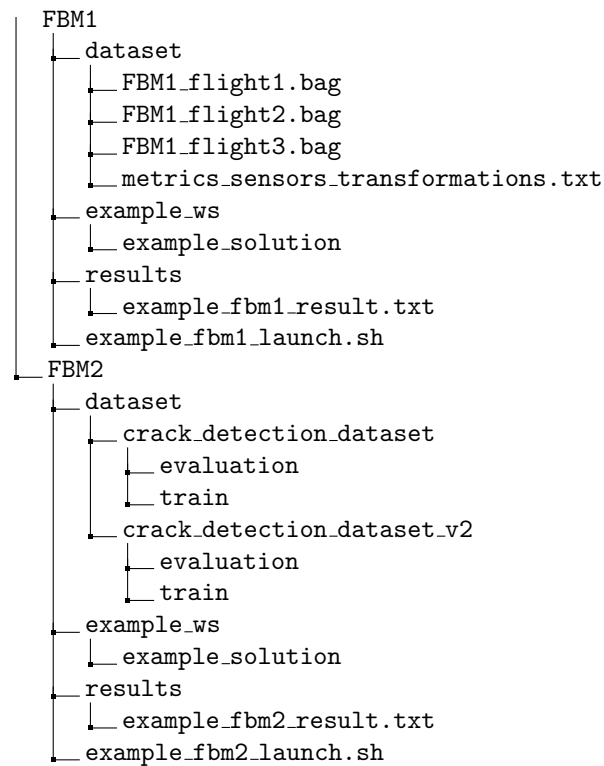 FBM1
dataset
FBM1_flight1.bag
FBM1_flight2.bag
FBM1_flight3.bag
metrics_sensors_transformations.txt
example_ws
example_solution
results
example_fbm1_result.txt
example_fbm1_launch.sh
FBM2
dataset
crack_detection_dataset
evaluation
train
crack_detection_dataset_v2
evaluation
train
example_ws
example_solution
results
example_fbm2_result.txt
example_fbm2_launch.sh